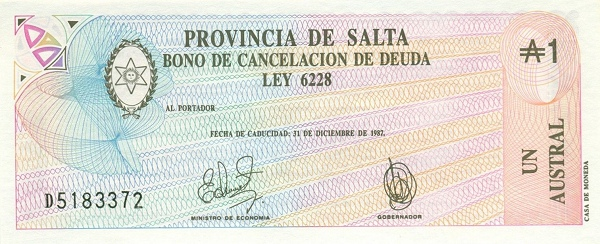 PROVINCIA DE SALTA
BONO DE CANCELACION DE DEUDA
LEY 6228
₳1
AL PORTADOR
FECHA DE CADUCIDAD: 31 DE DICIEMBRE DE 1987.
D5183372
MINISTRO DE ECONOMIA
GOBERNADOR
UN
AUSTRAL
CASA DE MONEDA